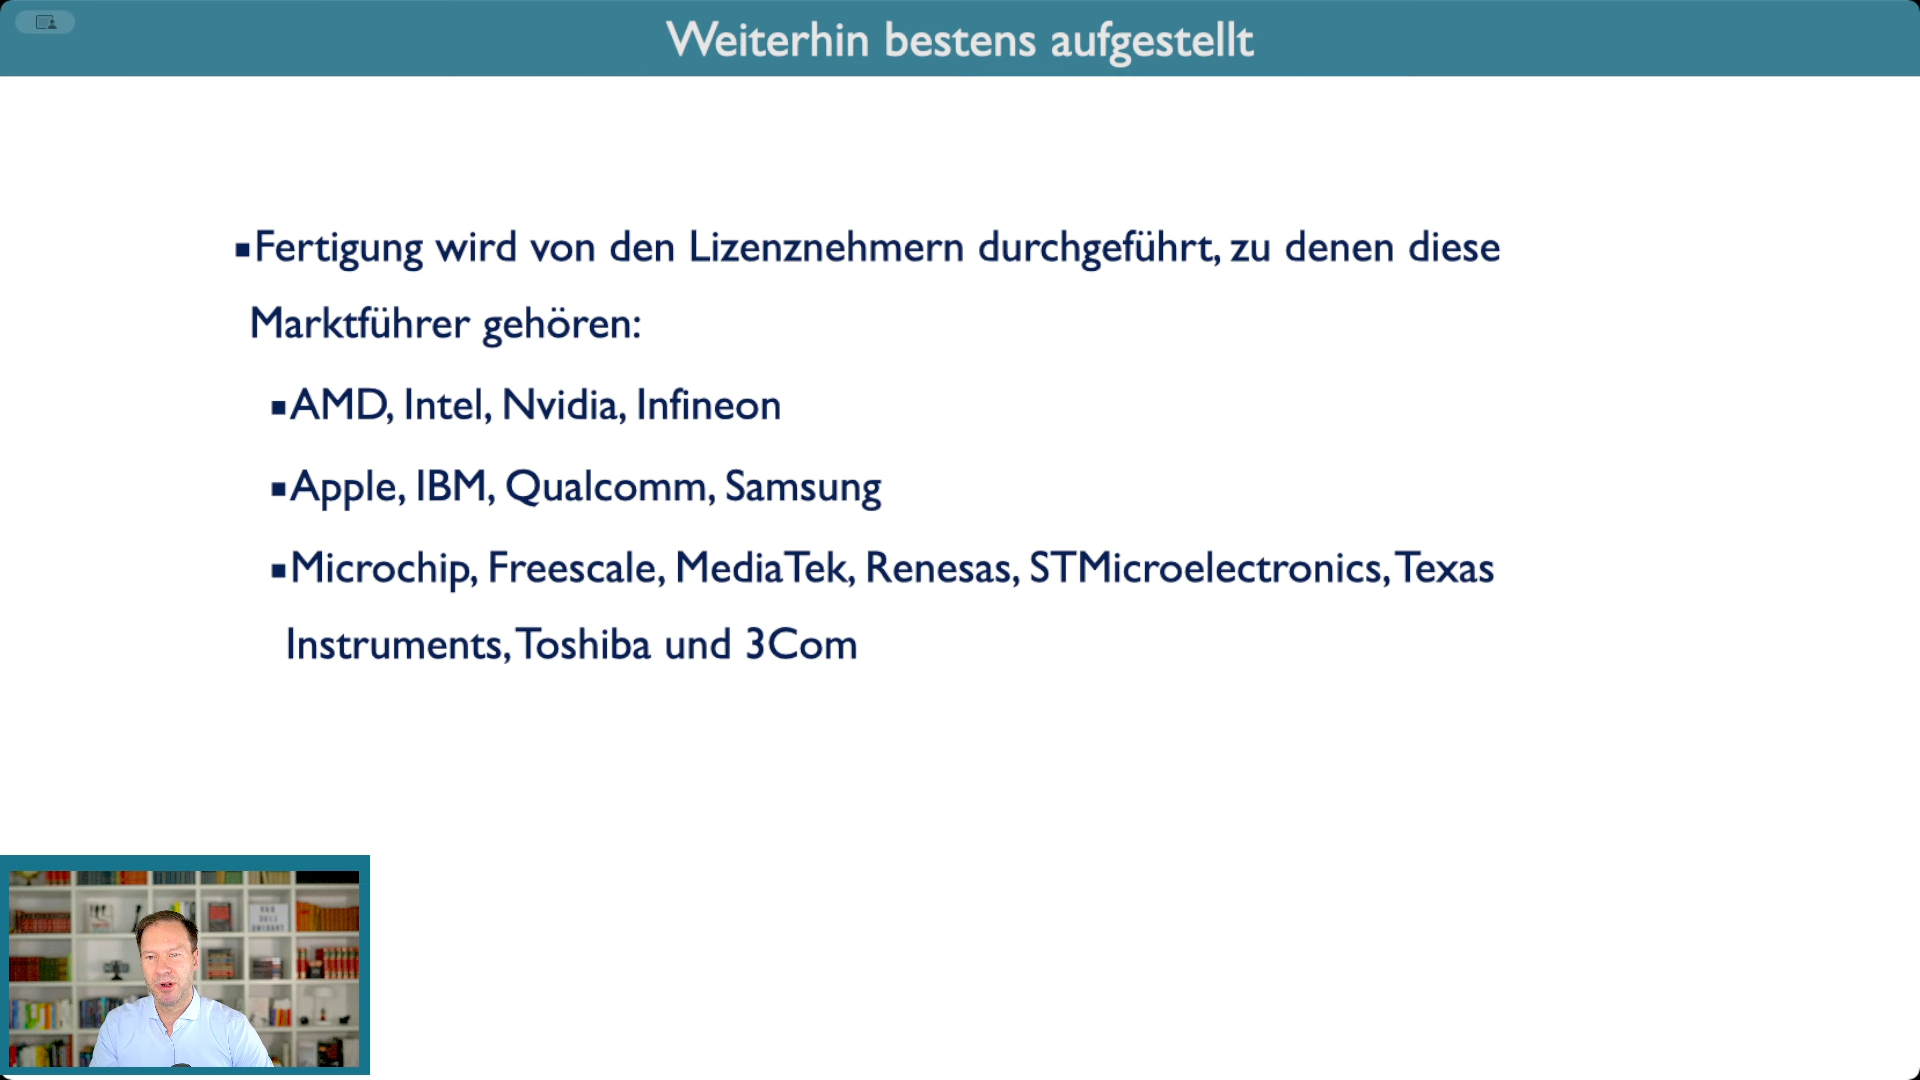 Weiterhin bestens aufgestellt
▪Fertigung wird von den Lizenznehmern durchgeführt, zu denen diese
Marktführer gehören:
▪AMD, Intel, Nvidia, Infineon
▪Apple, IBM, Qualcomm, Samsung
▪Microchip, Freescale, MediaTek, Renesas, STMicroelectronics, Texas
Instruments, Toshiba und 3Com